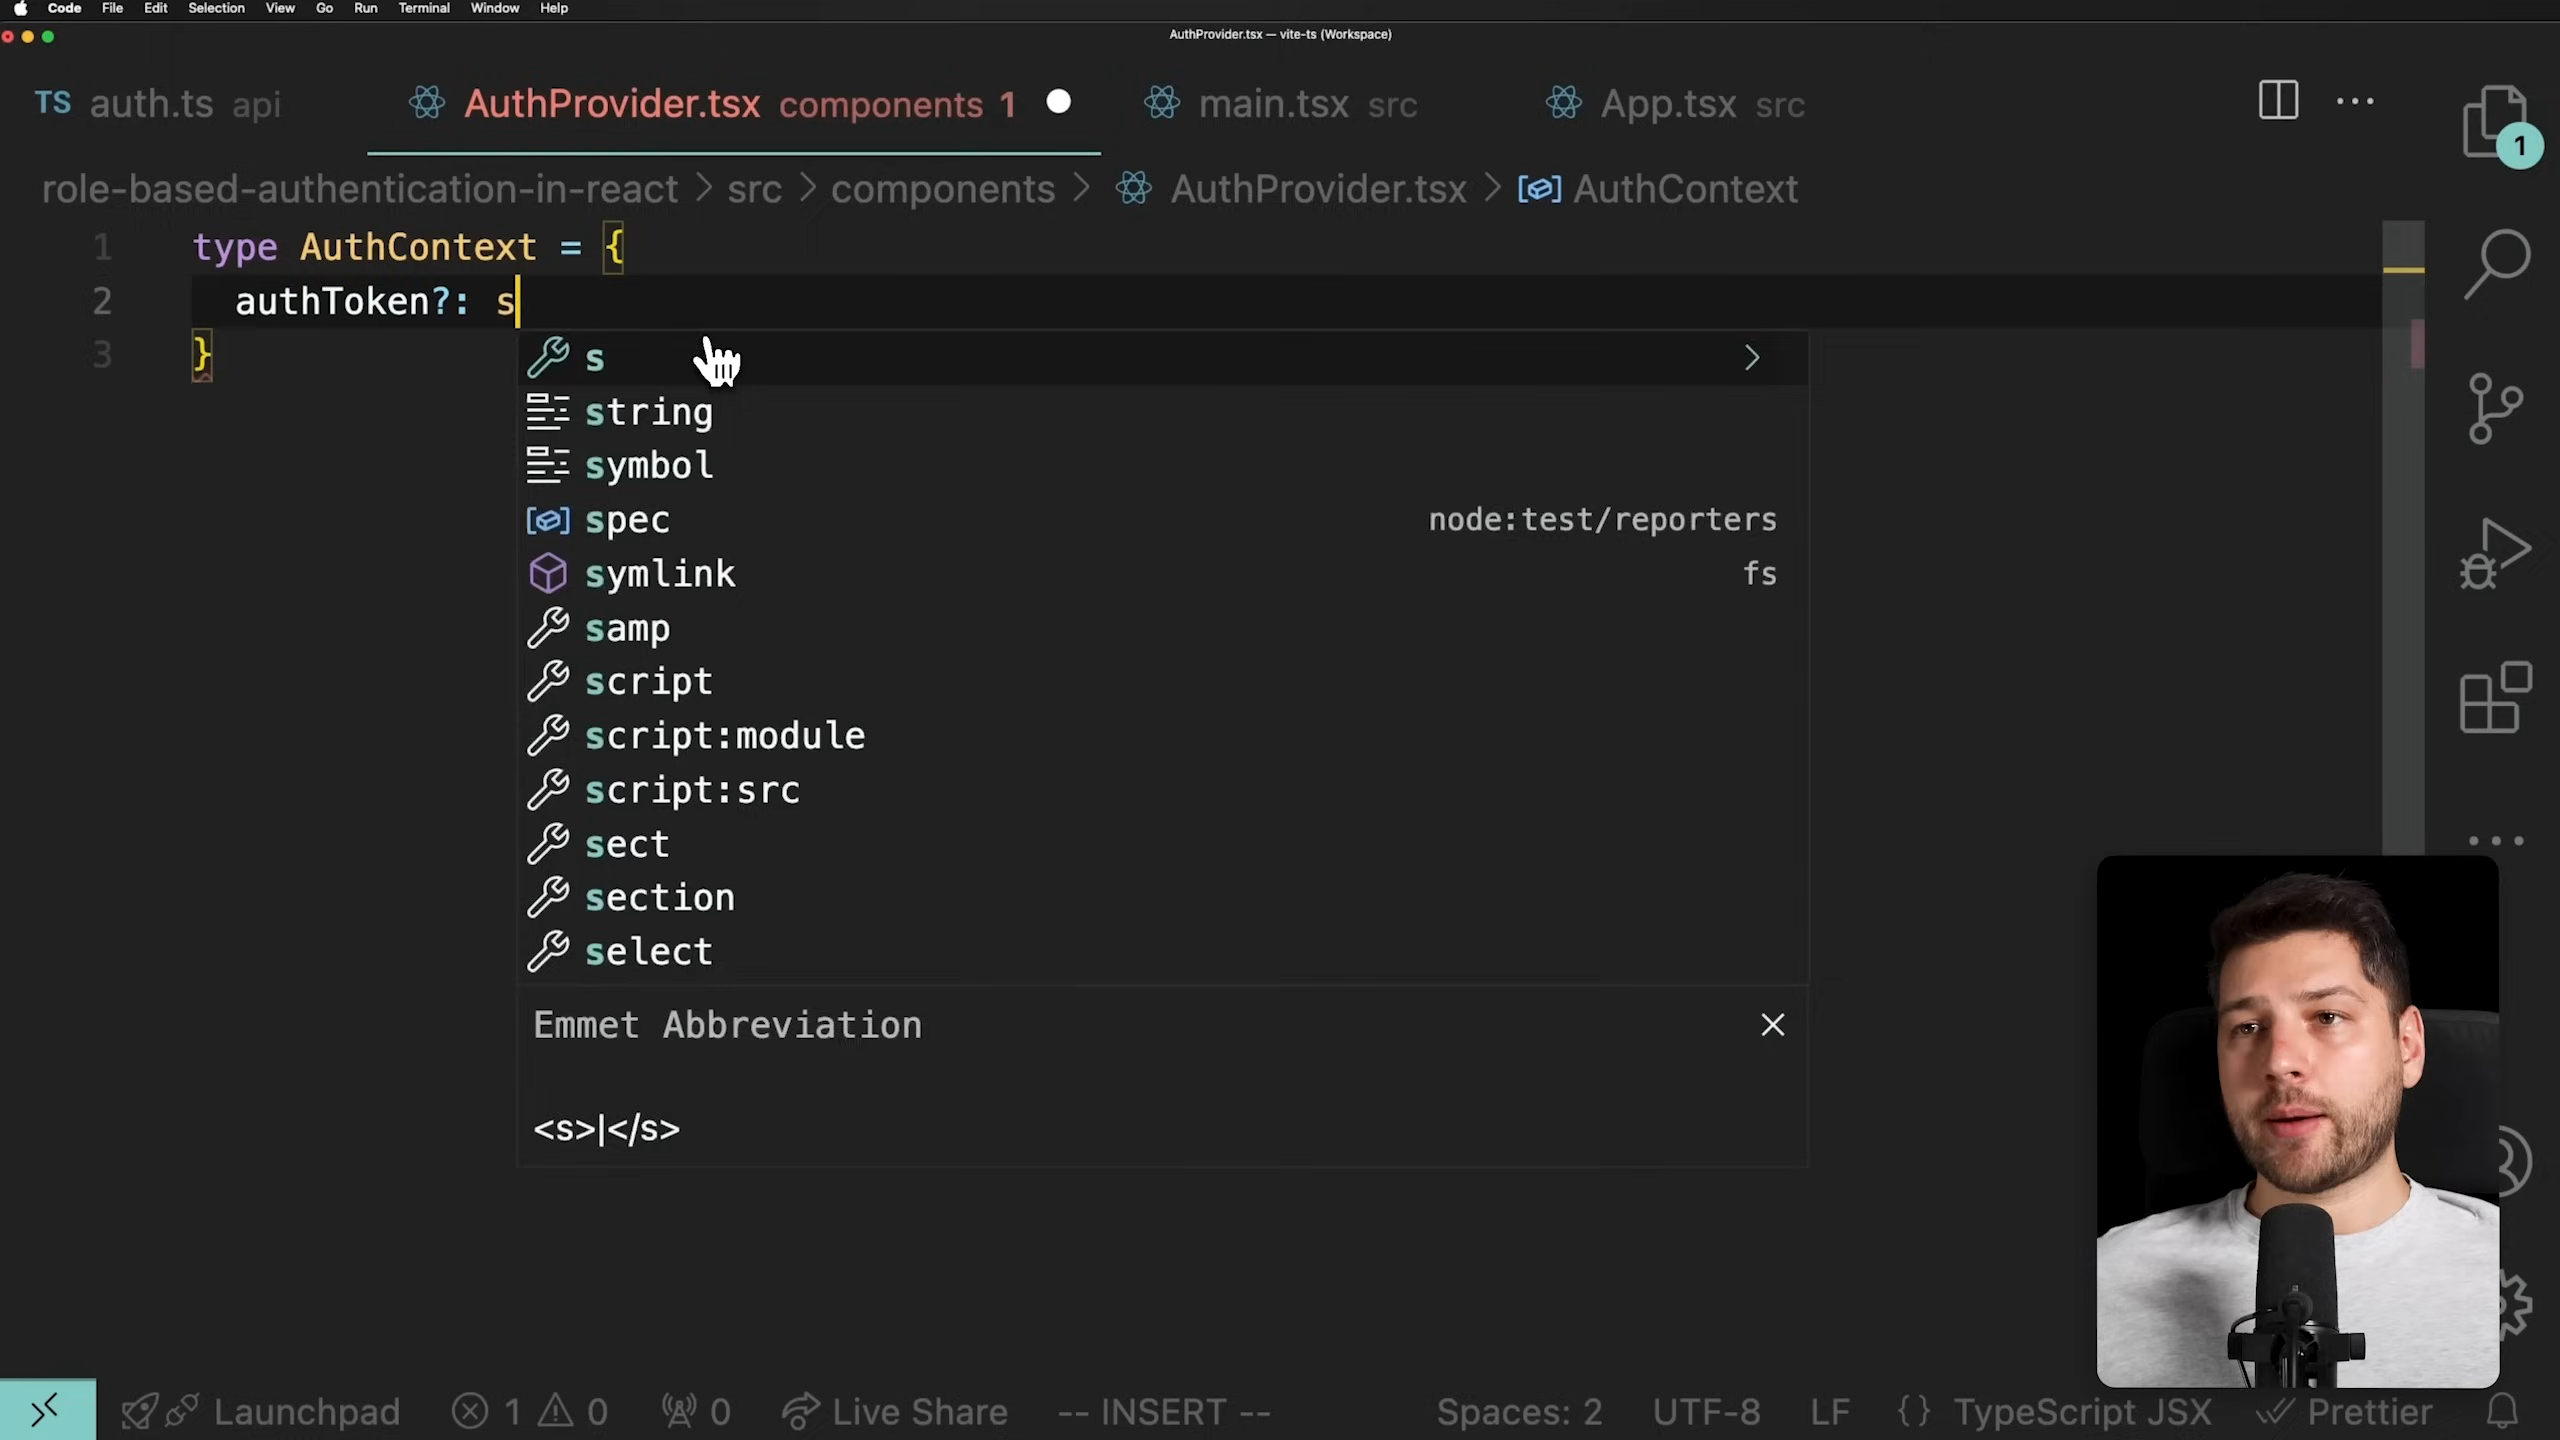 Code File Edit Selection View Go Run Terminal Window Help
AuthProvider.tsx — vite-ts (Workspace)
TS auth.ts api AuthProvider.tsx components 1 main.tsx src App.tsx src
1
role-based-authentication-in-react > src > components > AuthProvider.tsx > AuthContext
1 type AuthContext = {
2 authToken?: s
3 }
s
string
symbol
spec node:test/reporters
symlink fs
samp
script
script:module
script:src
sect
section
select
Emmet Abbreviation
<s>|</s>
Launchpad 1 0 0 Live Share -- INSERT -- Spaces: 2 UTF-8 LF {} TypeScript JSX Prettier